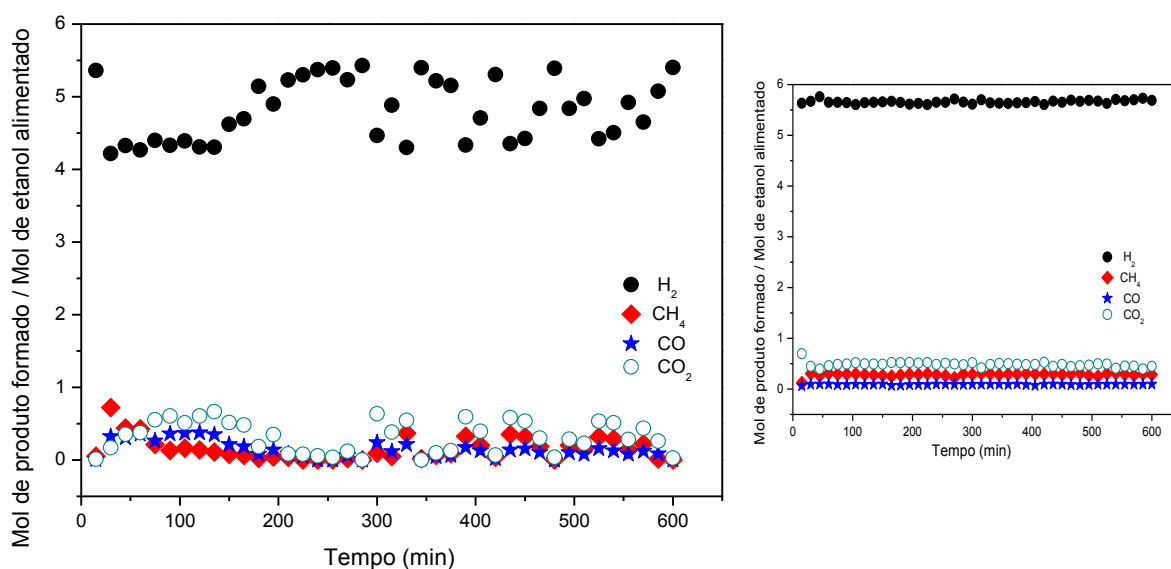 Mol de produto formado / Mol de etanol alimentado
6
5
4
3
2
1
0
H2
CH4
CO
CO2
0 100 200 300 400 500 600
Tempo (min)
Mol de produto formado / Mol de etanol alimentado
6
5
4
3
2
1
0
H2
CH4
CO
CO2
0 100 200 300 400 500 600
Tempo (min)